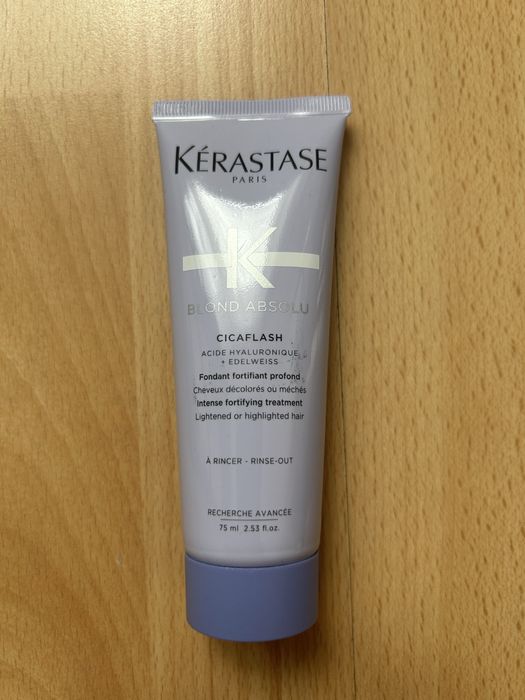 KÉRASTASE
PARIS
K
BLOND ABSOLU
CICAFLASH
ACIDE HYALURONIQUE
+ EDELWEISS
Fondant fortifiant profond
Cheveux décolorés ou méchés
Intense fortifying treatment
Lightened or highlighted hair
À RINCER - RINSE-OUT
RECHERCHE AVANCÉE
75 ml 2.53 fl.oz.